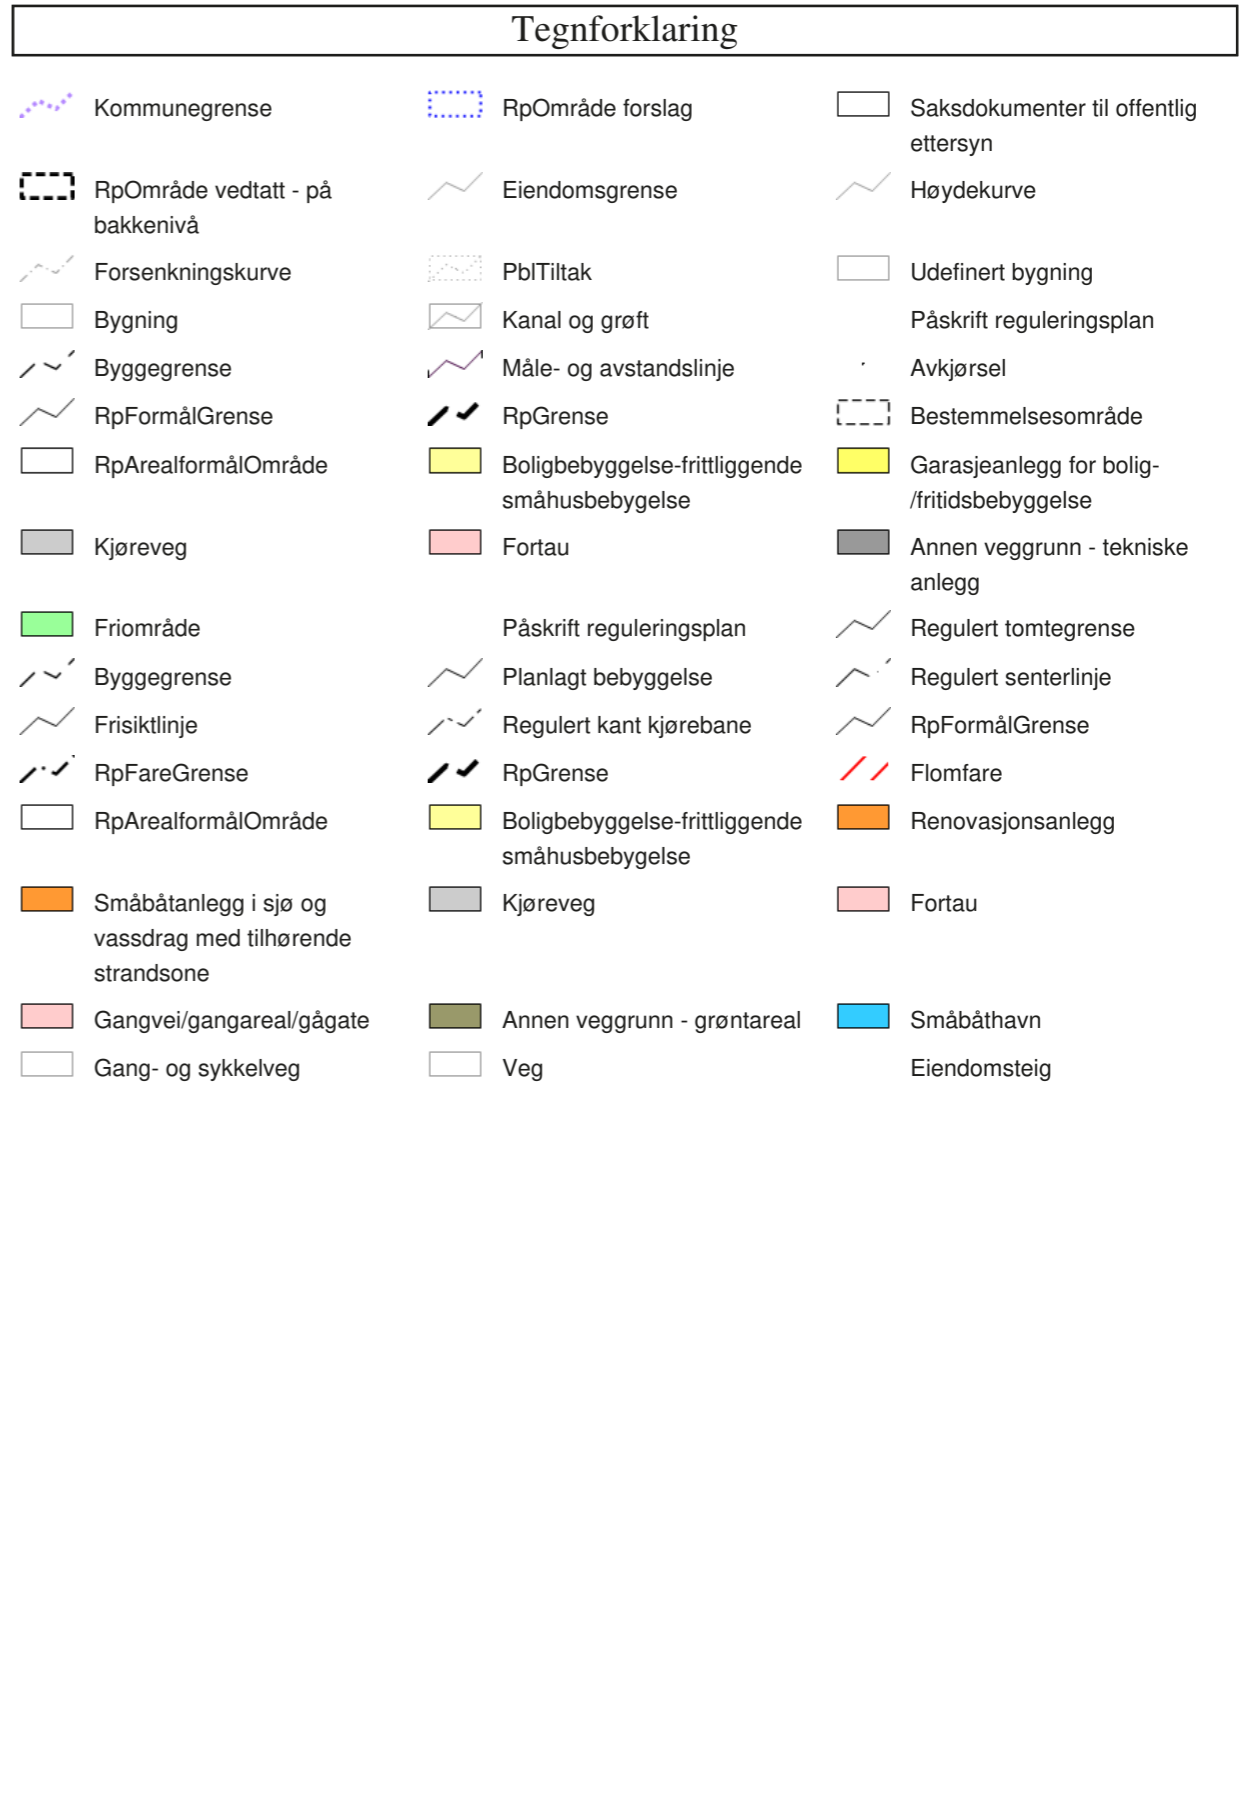 Tegnforklaring
Kommunegrense
RpOmråde forslag
Saksdokumenter til offentlig
ettersyn
RpOmråde vedtatt - på
bakkenivå
Eiendomsgrense
Høydekurve
Forsenkningskurve
PblTiltak
Udefinert bygning
Bygning
Kanal og grøft
Påskrift reguleringsplan
Byggegrense
Måle- og avstandslinje
Avkjørsel
RpFormålGrense
RpGrense
Bestemmelsesområde
RpArealformålOmråde
Boligbebyggelse-frittliggende
småhusbebygelse
Garasjeanlegg for bolig-
/fritidsbebyggelse
Kjøreveg
Fortau
Annen veggrunn - tekniske
anlegg
Friområde
Påskrift reguleringsplan
Regulert tomtegrense
Byggegrense
Planlagt bebyggelse
Regulert senterlinje
Frisiktlinje
Regulert kant kjørebane
RpFormålGrense
RpFareGrense
RpGrense
Flomfare
RpArealformålOmråde
Boligbebyggelse-frittliggende
småhusbebygelse
Renovasjonsanlegg
Småbåtanlegg i sjø og
vassdrag med tilhørende
strandsone
Kjøreveg
Fortau
Gangvei/gangareal/gågate
Annen veggrunn - grøntareal
Småbåthavn
Gang- og sykkelveg
Veg
Eiendomsteig